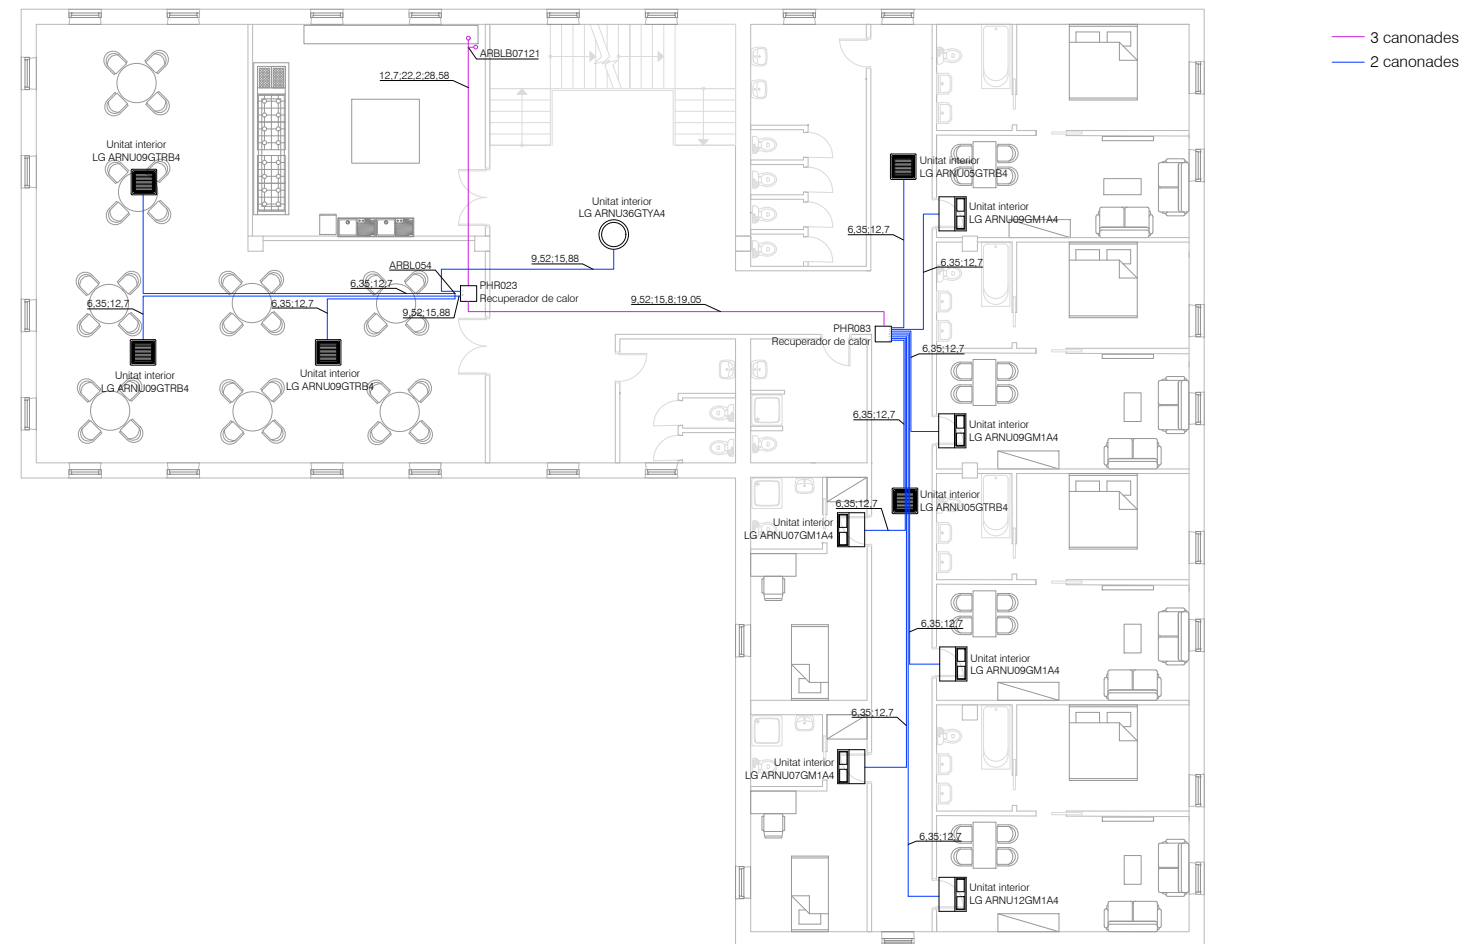 3 canonades
2 canonades
ARBLB07121
12,7;22,2;28,58
Unitat interior
LG ARNU09GTRB4
Unitat interior
LG ARNU05GTRB4
Unitat interior
LG ARNU36GTYA4
Unitat interior
LG ARNU09GM1A4
6,35;12,7
9,52;15,88
ARBL054
6,35;12,7
6,35;12,7
PHR023
Recuperador de calor
6,35;12,7
6,35;12,7
9,52;15,88
9,52;15,8;19,05
PHR083
Recuperador de calor
6,35;12,7
Unitat interior
LG ARNU09GTRB4
Unitat interior
LG ARNU09GTRB4
6,35;12,7
Unitat interior
LG ARNU09GM1A4
Unitat interior
LG ARNU05GTRB4
6,35;12,7
Unitat interior
LG ARNU07GM1A4
6,35;12,7
Unitat interior
LG ARNU09GM1A4
6,35;12,7
Unitat interior
LG ARNU07GM1A4
6,35;12,7
Unitat interior
LG ARNU12GM1A4